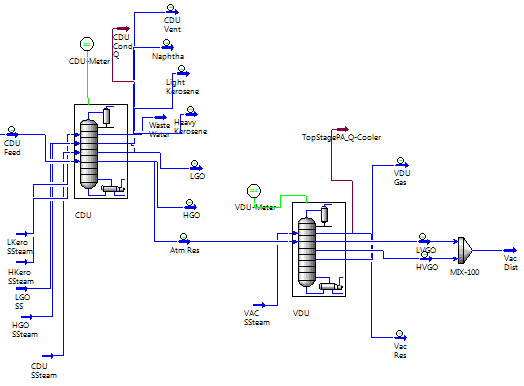 CDU
Vent
CDU
Cond
Q
CDU-Meter
Naphtha
Light
Kerosene
Waste
Water
Heavy
Kerosene
CDU
Feed
LGO
HGO
CDU
TopStagePA_Q-Cooler
VDU
Gas
VDU-Meter
LKero
SSteam
HKero
SSteam
LGO
SS
HGO
SSteam
CDU
SSteam
Atm Res
LVGO
HVGO
MIX-100
Vac
Dist
VAC
SSteam
VDU
Vac
Res